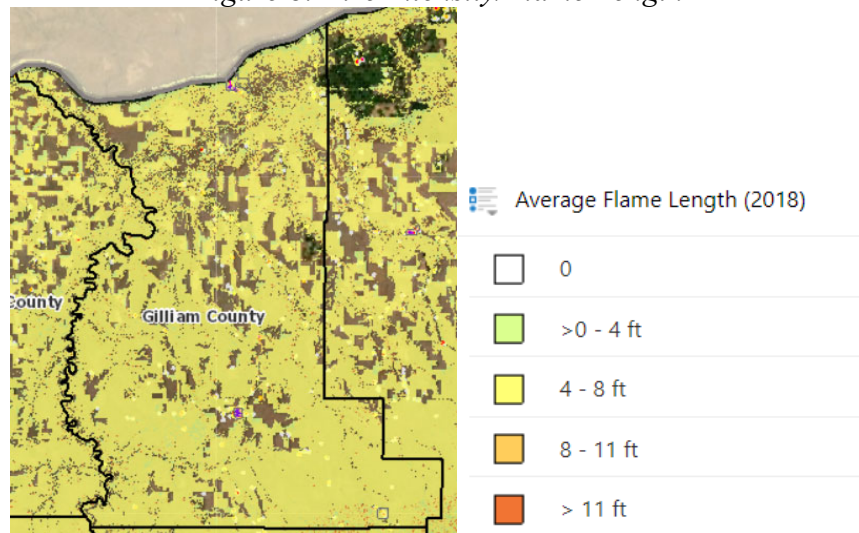 Average Flame Length (2018)
0
>0 - 4 ft
County
Gilliam County
4 - 8 ft
8 - 11 ft
> 11 ft